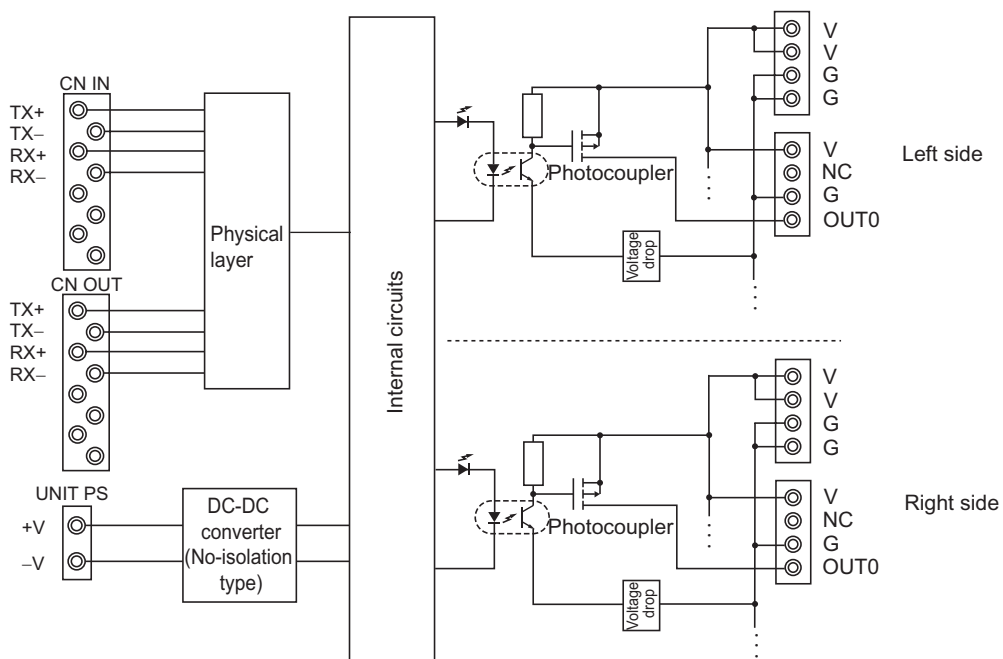 CN IN
TX+
TX−
RX+
RX−
CN OUT
TX+
TX−
RX+
RX−
Physical
layer
UNIT PS
+V
−V
DC-DC
converter
(No-isolation
type)
Internal circuits
Photocoupler
Voltage
drop
V
V
G
G
V
NC
G
OUT0
Left side
Photocoupler
Voltage
drop
V
V
G
G
V
NC
G
OUT0
Right side